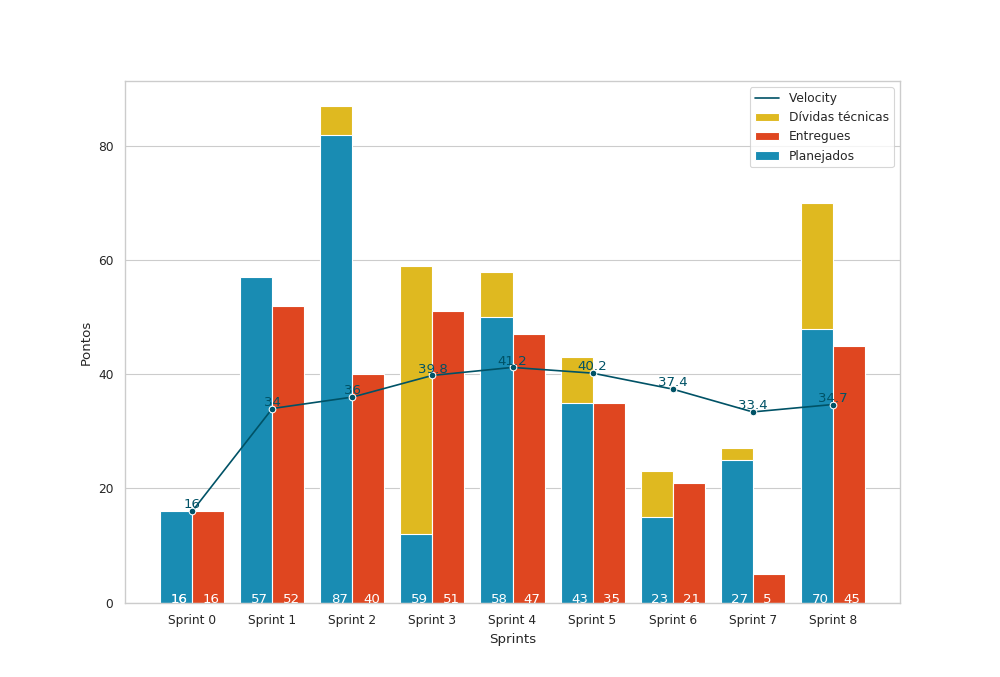 Velocity
Dívidas técnicas
Entregues
Planejados
80
60
40
20
0
Pontos
16
34
36
39.8
41.2
40.2
37.4
33.4
34.7
16 16 57 52 87 40 59 51 58 47 43 35 23 21 27 5 70 45
Sprint 0 Sprint 1 Sprint 2 Sprint 3 Sprint 4 Sprint 5 Sprint 6 Sprint 7 Sprint 8
Sprints